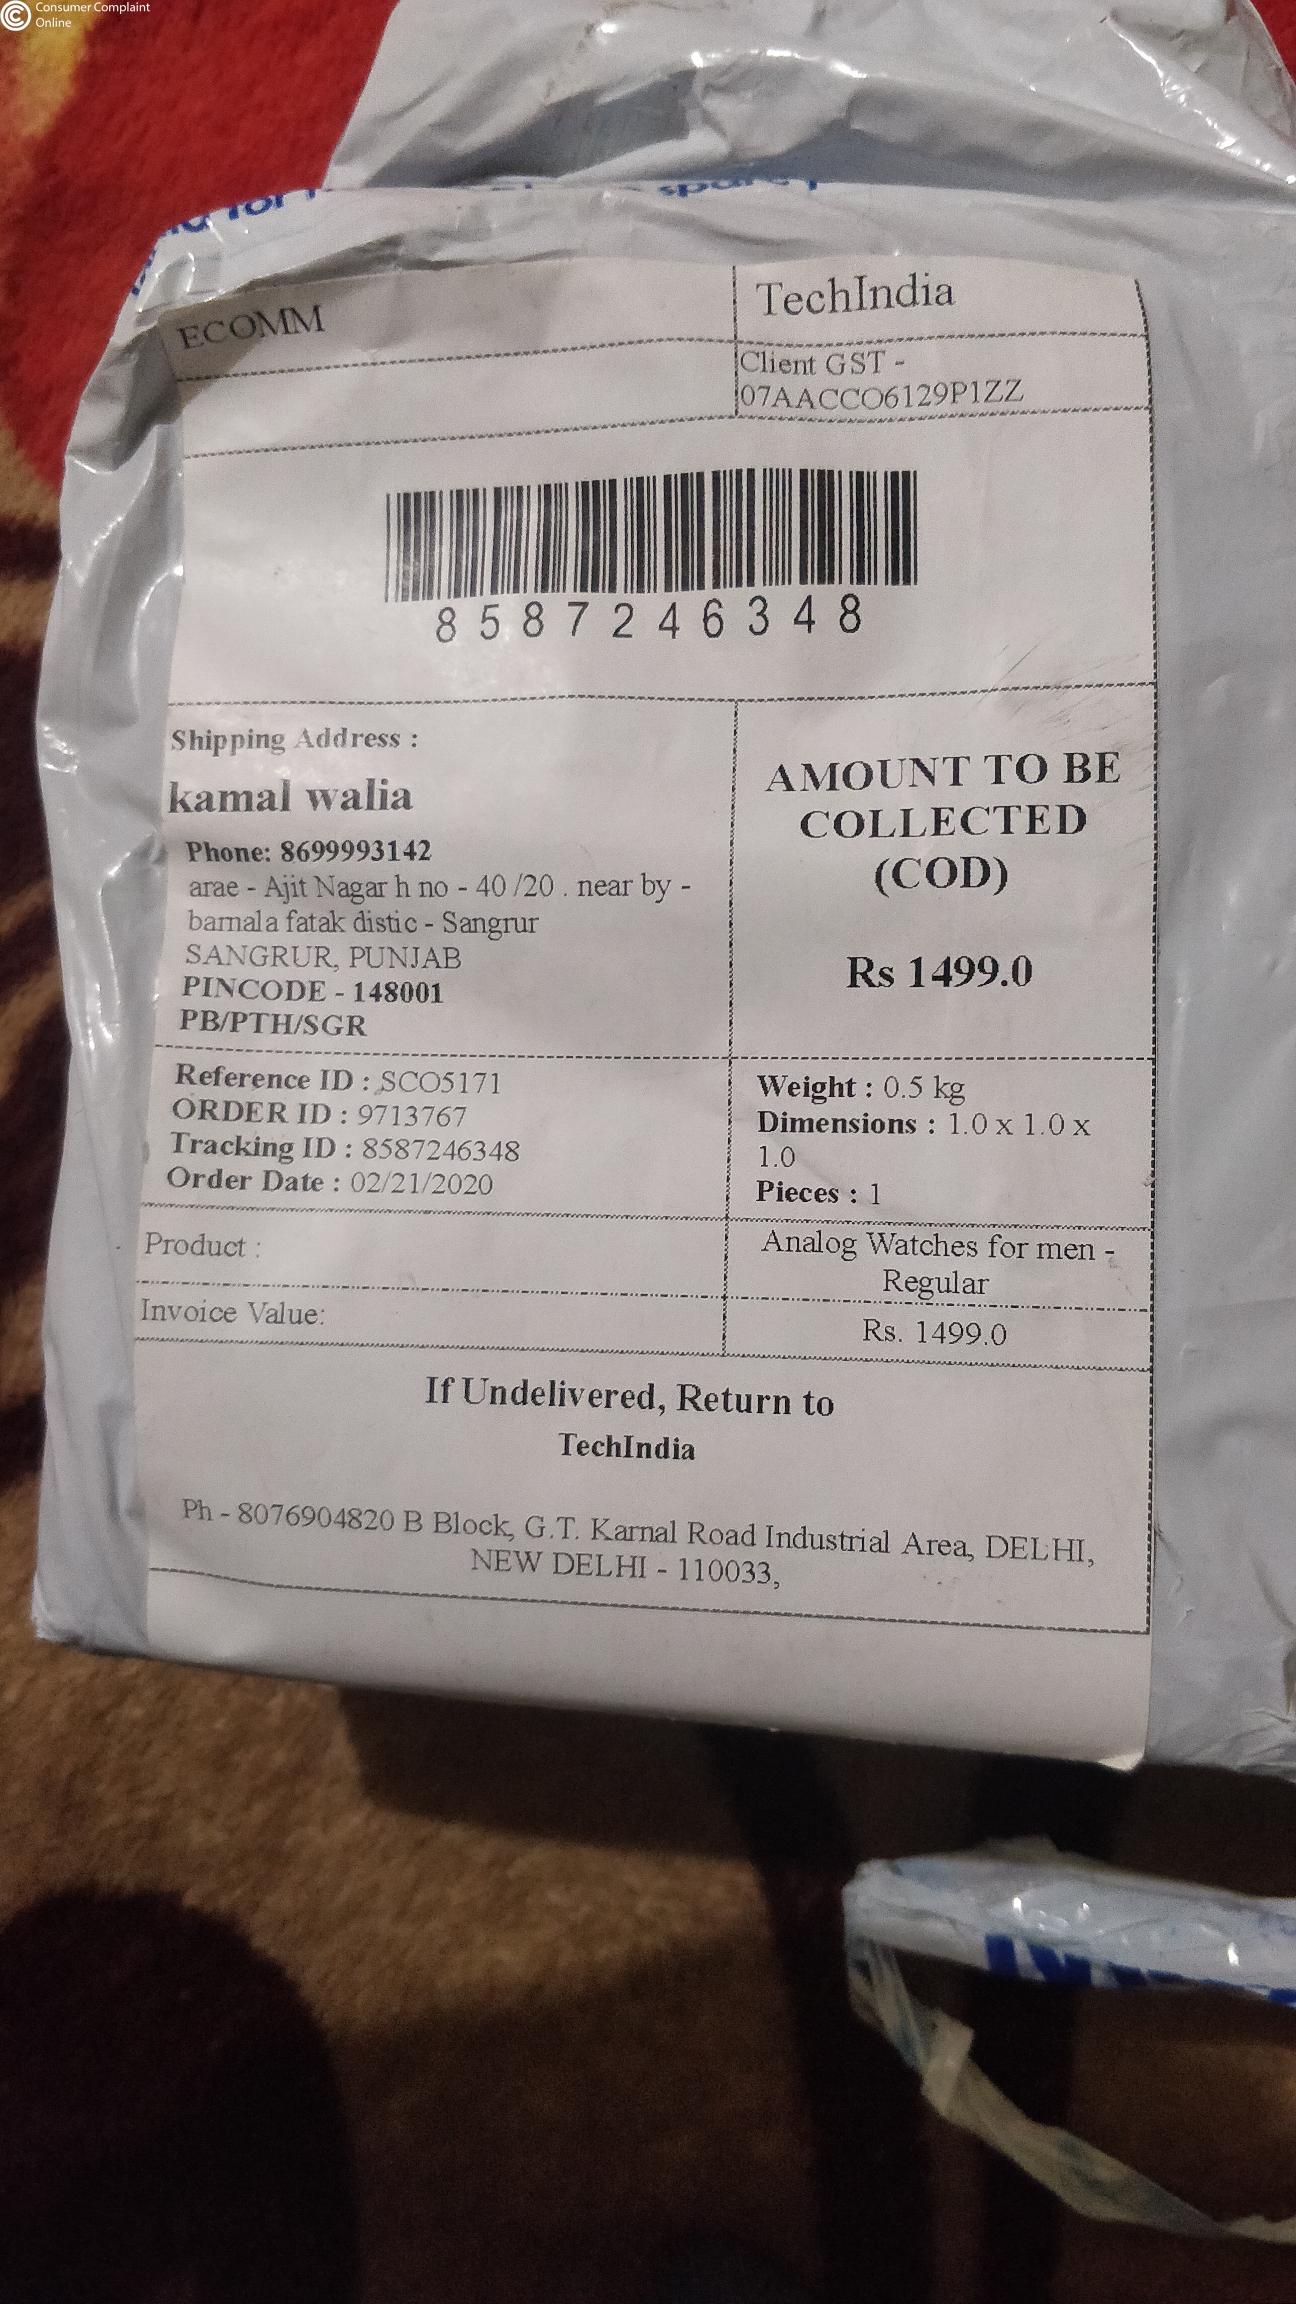 Consumer Complaint
Online
for
ECOMM
TechIndia
Client GST -
07AACCO6129P1ZZ
8587246348
Shipping Address :
kamal walia
Phone: 8699993142
arae - Ajit Nagar h no - 40 /20 . near by -
barnala fatak distic - Sangrur
SANGRUR, PUNJAB
PINCODE - 148001
PB/PTH/SGR
AMOUNT TO BE
COLLECTED
(COD)
Rs 1499.0
Reference ID : SCO5171
ORDER ID : 9713767
Tracking ID : 8587246348
Order Date : 02/21/2020
Weight : 0.5 kg
Dimensions : 1.0 x 1.0 x
1.0
Pieces : 1
Product :
Analog Watches for men -
Regular
Invoice Value:
Rs. 1499.0
If Undelivered, Return to
TechIndia
Ph - 8076904820 B Block, G.T. Karnal Road Industrial Area, DELHI,
NEW DELHI - 110033,